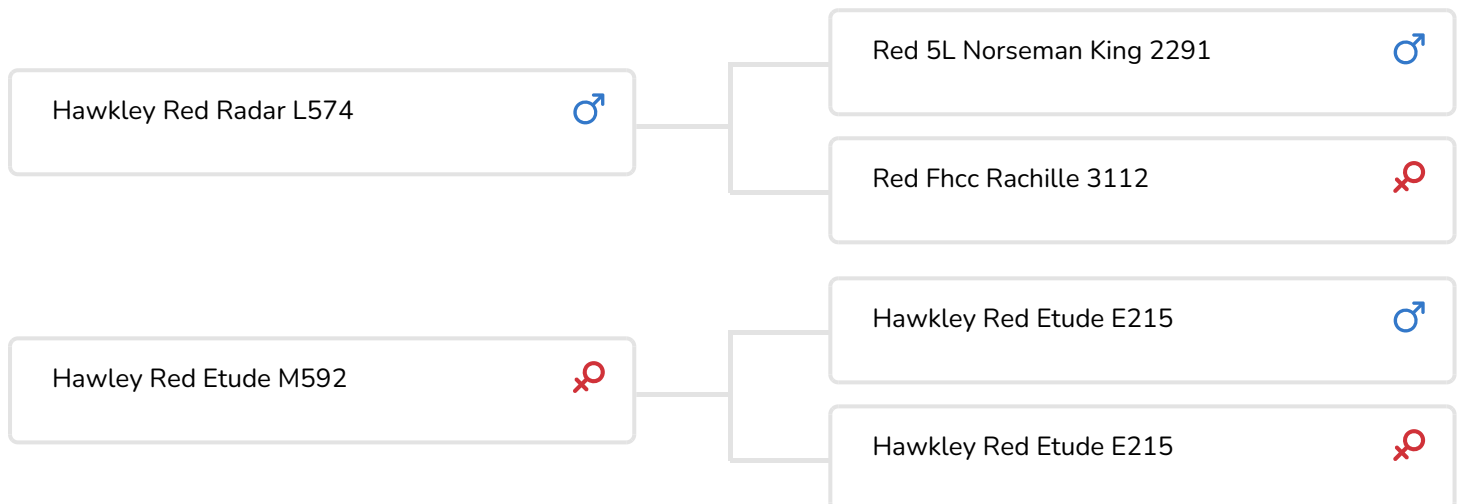 Red 5L Norseman King 2291
Hawkley Red Radar L574
Red Fhcc Rachille 3112
Hawkley Red Etude E215
Hawley Red Etude M592
Hawkley Red Etude E215